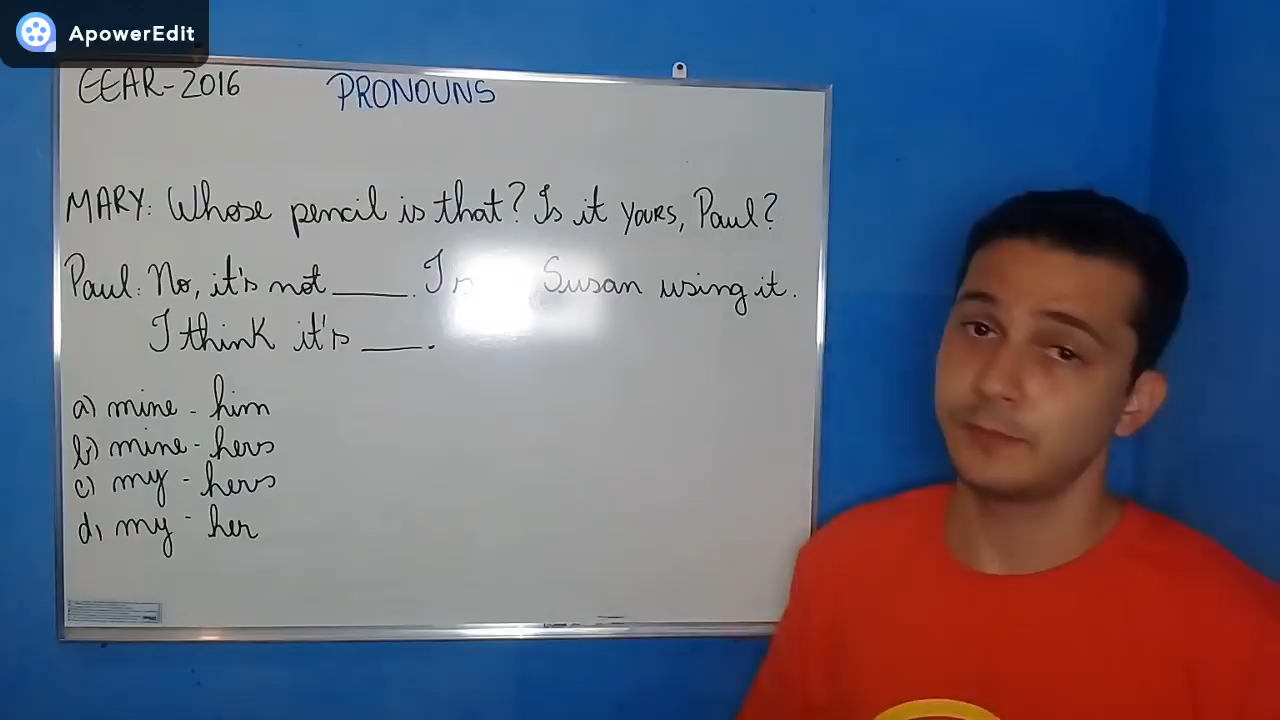 ApowerEdit
EEAR-2016 PRONOUNS
MARY: Whose pencil is that? Is it YOURS, Paul?
Paul: No, it's not ____. I Susan using it.
I think it's ____.
a) mine - him
b) mine - hers
c) my - hers
d) my - her